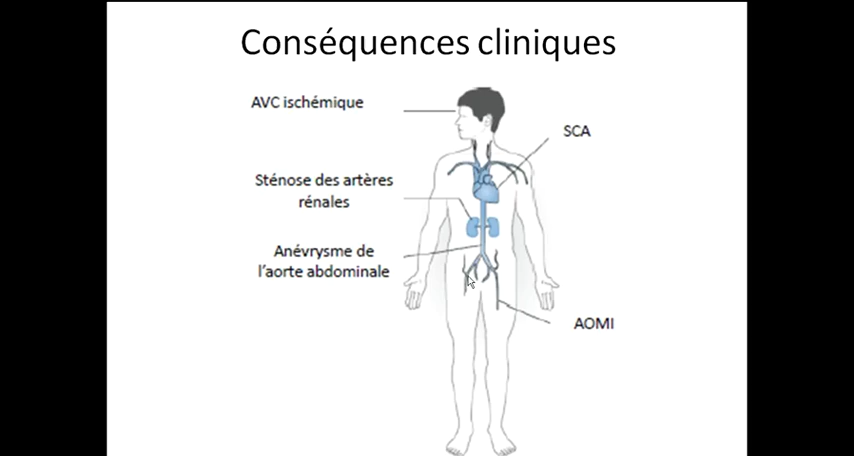 Conséquences cliniques
AVC ischémique
SCA
Sténose des artères
rénales
Anévrysme de
l'aorte abdominale
AOMI